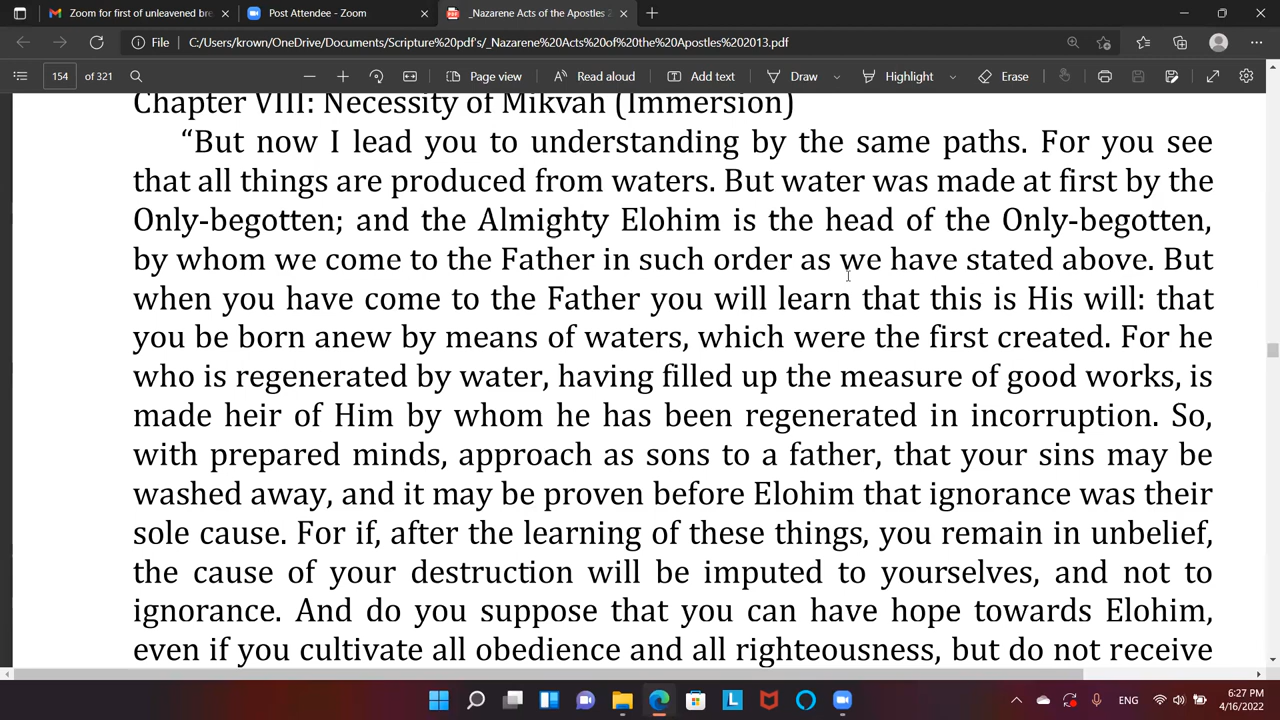 Zoom for first of unleavened bre
Post Attendee - Zoom
_Nazarene Acts of the Apostles 2
File
C:/Users/krown/OneDrive/Documents/Scripture%20pdf's/_Nazarene%20Acts%20of%20the%20Apostles%202013.pdf
154 of 321
Page view
Read aloud
Add text
Draw
Highlight
Erase
Chapter VIII: Necessity of Mikvah (Immersion)
“But now I lead you to understanding by the same paths. For you see
that all things are produced from waters. But water was made at first by the
Only-begotten; and the Almighty Elohim is the head of the Only-begotten,
by whom we come to the Father in such order as we have stated above. But
when you have come to the Father you will learn that this is His will: that
you be born anew by means of waters, which were the first created. For he
who is regenerated by water, having filled up the measure of good works, is
made heir of Him by whom he has been regenerated in incorruption. So,
with prepared minds, approach as sons to a father, that your sins may be
washed away, and it may be proven before Elohim that ignorance was their
sole cause. For if, after the learning of these things, you remain in unbelief,
the cause of your destruction will be imputed to yourselves, and not to
ignorance. And do you suppose that you can have hope towards Elohim,
even if you cultivate all obedience and all righteousness, but do not receive
L
ENG
6:27 PM
4/16/2022